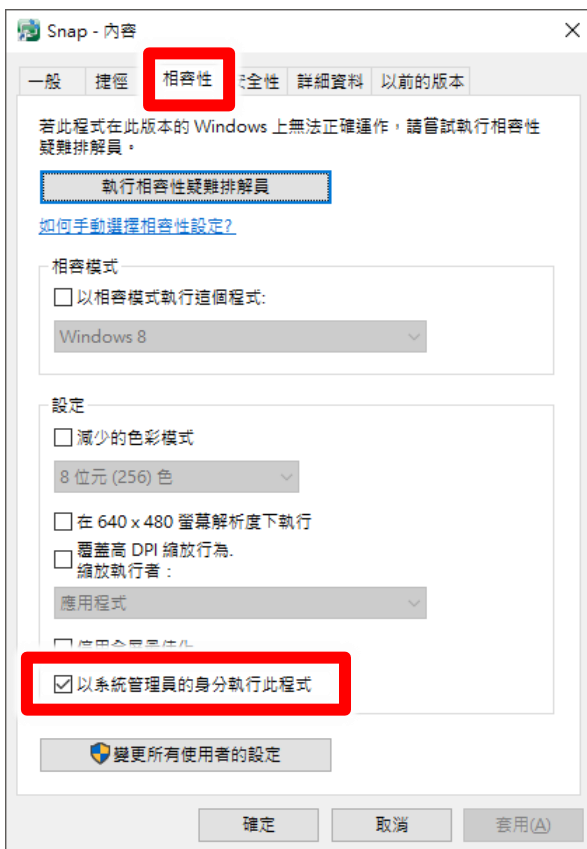 Snap - 內容
一般 捷徑 相容性 全性 詳細資料 以前的版本
若此程式在此版本的 Windows 上無法正確運作，請嘗試執行相容性
疑難排解員。
執行相容性疑難排解員
如何手動選擇相容性設定?
相容模式
以相容模式執行這個程式:
Windows 8
設定
減少的色彩模式
8 位元 (256) 色
在 640 x 480 螢幕解析度下執行
覆蓋高 DPI 縮放行為.
縮放執行者：
應用程式
以系統管理員的身分執行此程式
變更所有使用者的設定
確定 取消 套用(A)